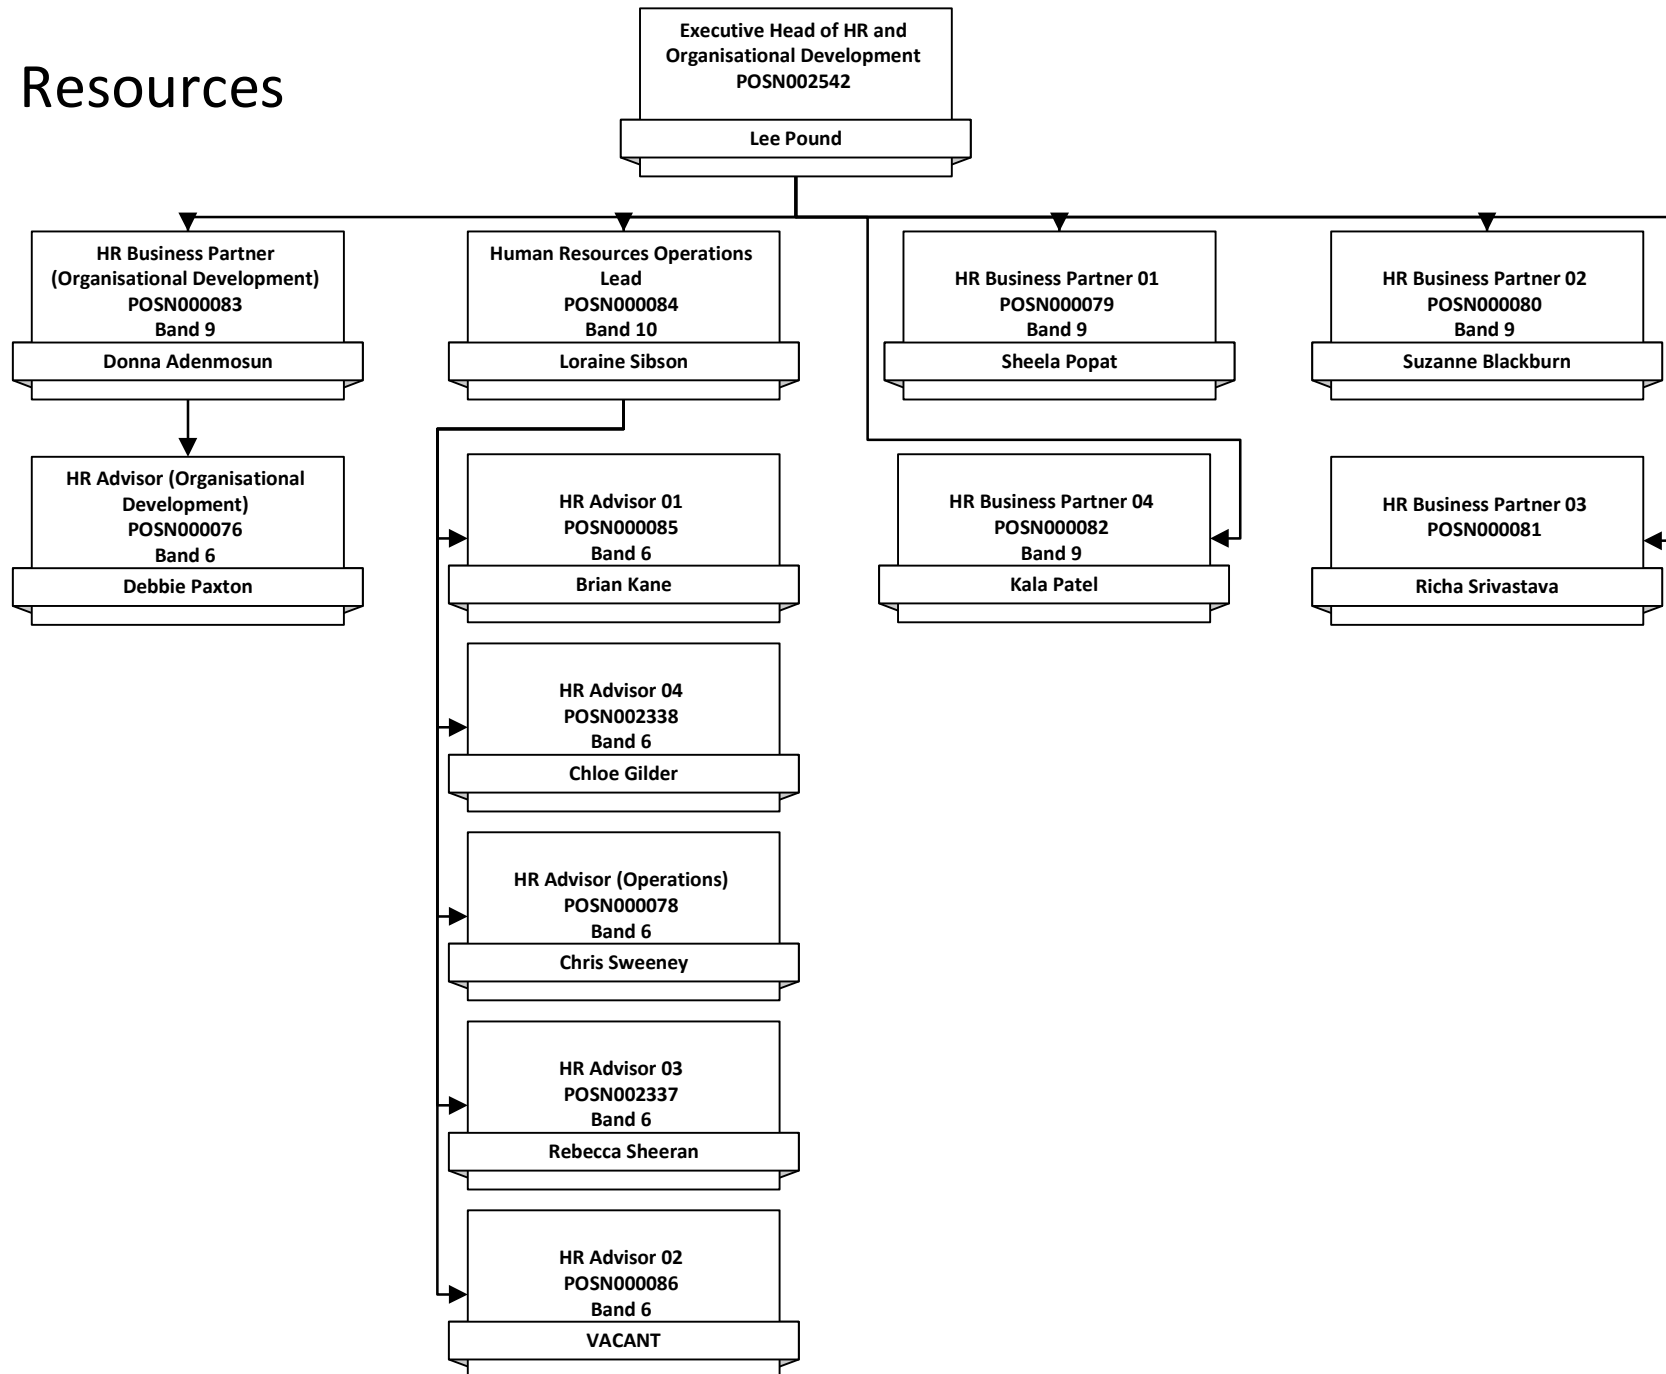 Resources
Executive Head of HR and
Organisational Development
POSN002542
Lee Pound
HR Business Partner
(Organisational Development)
POSN000083
Band 9
Donna Adenmosun
Human Resources Operations
Lead
POSN000084
Band 10
Loraine Sibson
HR Business Partner 01
POSN000079
Band 9
Sheela Popat
HR Business Partner 02
POSN000080
Band 9
Suzanne Blackburn
HR Advisor (Organisational
Development)
POSN000076
Band 6
Debbie Paxton
HR Advisor 01
POSN000085
Band 6
Brian Kane
HR Business Partner 04
POSN000082
Band 9
Kala Patel
HR Business Partner 03
POSN000081
Richa Srivastava
HR Advisor 04
POSN002338
Band 6
Chloe Gilder
HR Advisor (Operations)
POSN000078
Band 6
Chris Sweeney
HR Advisor 03
POSN002337
Band 6
Rebecca Sheeran
HR Advisor 02
POSN000086
Band 6
VACANT